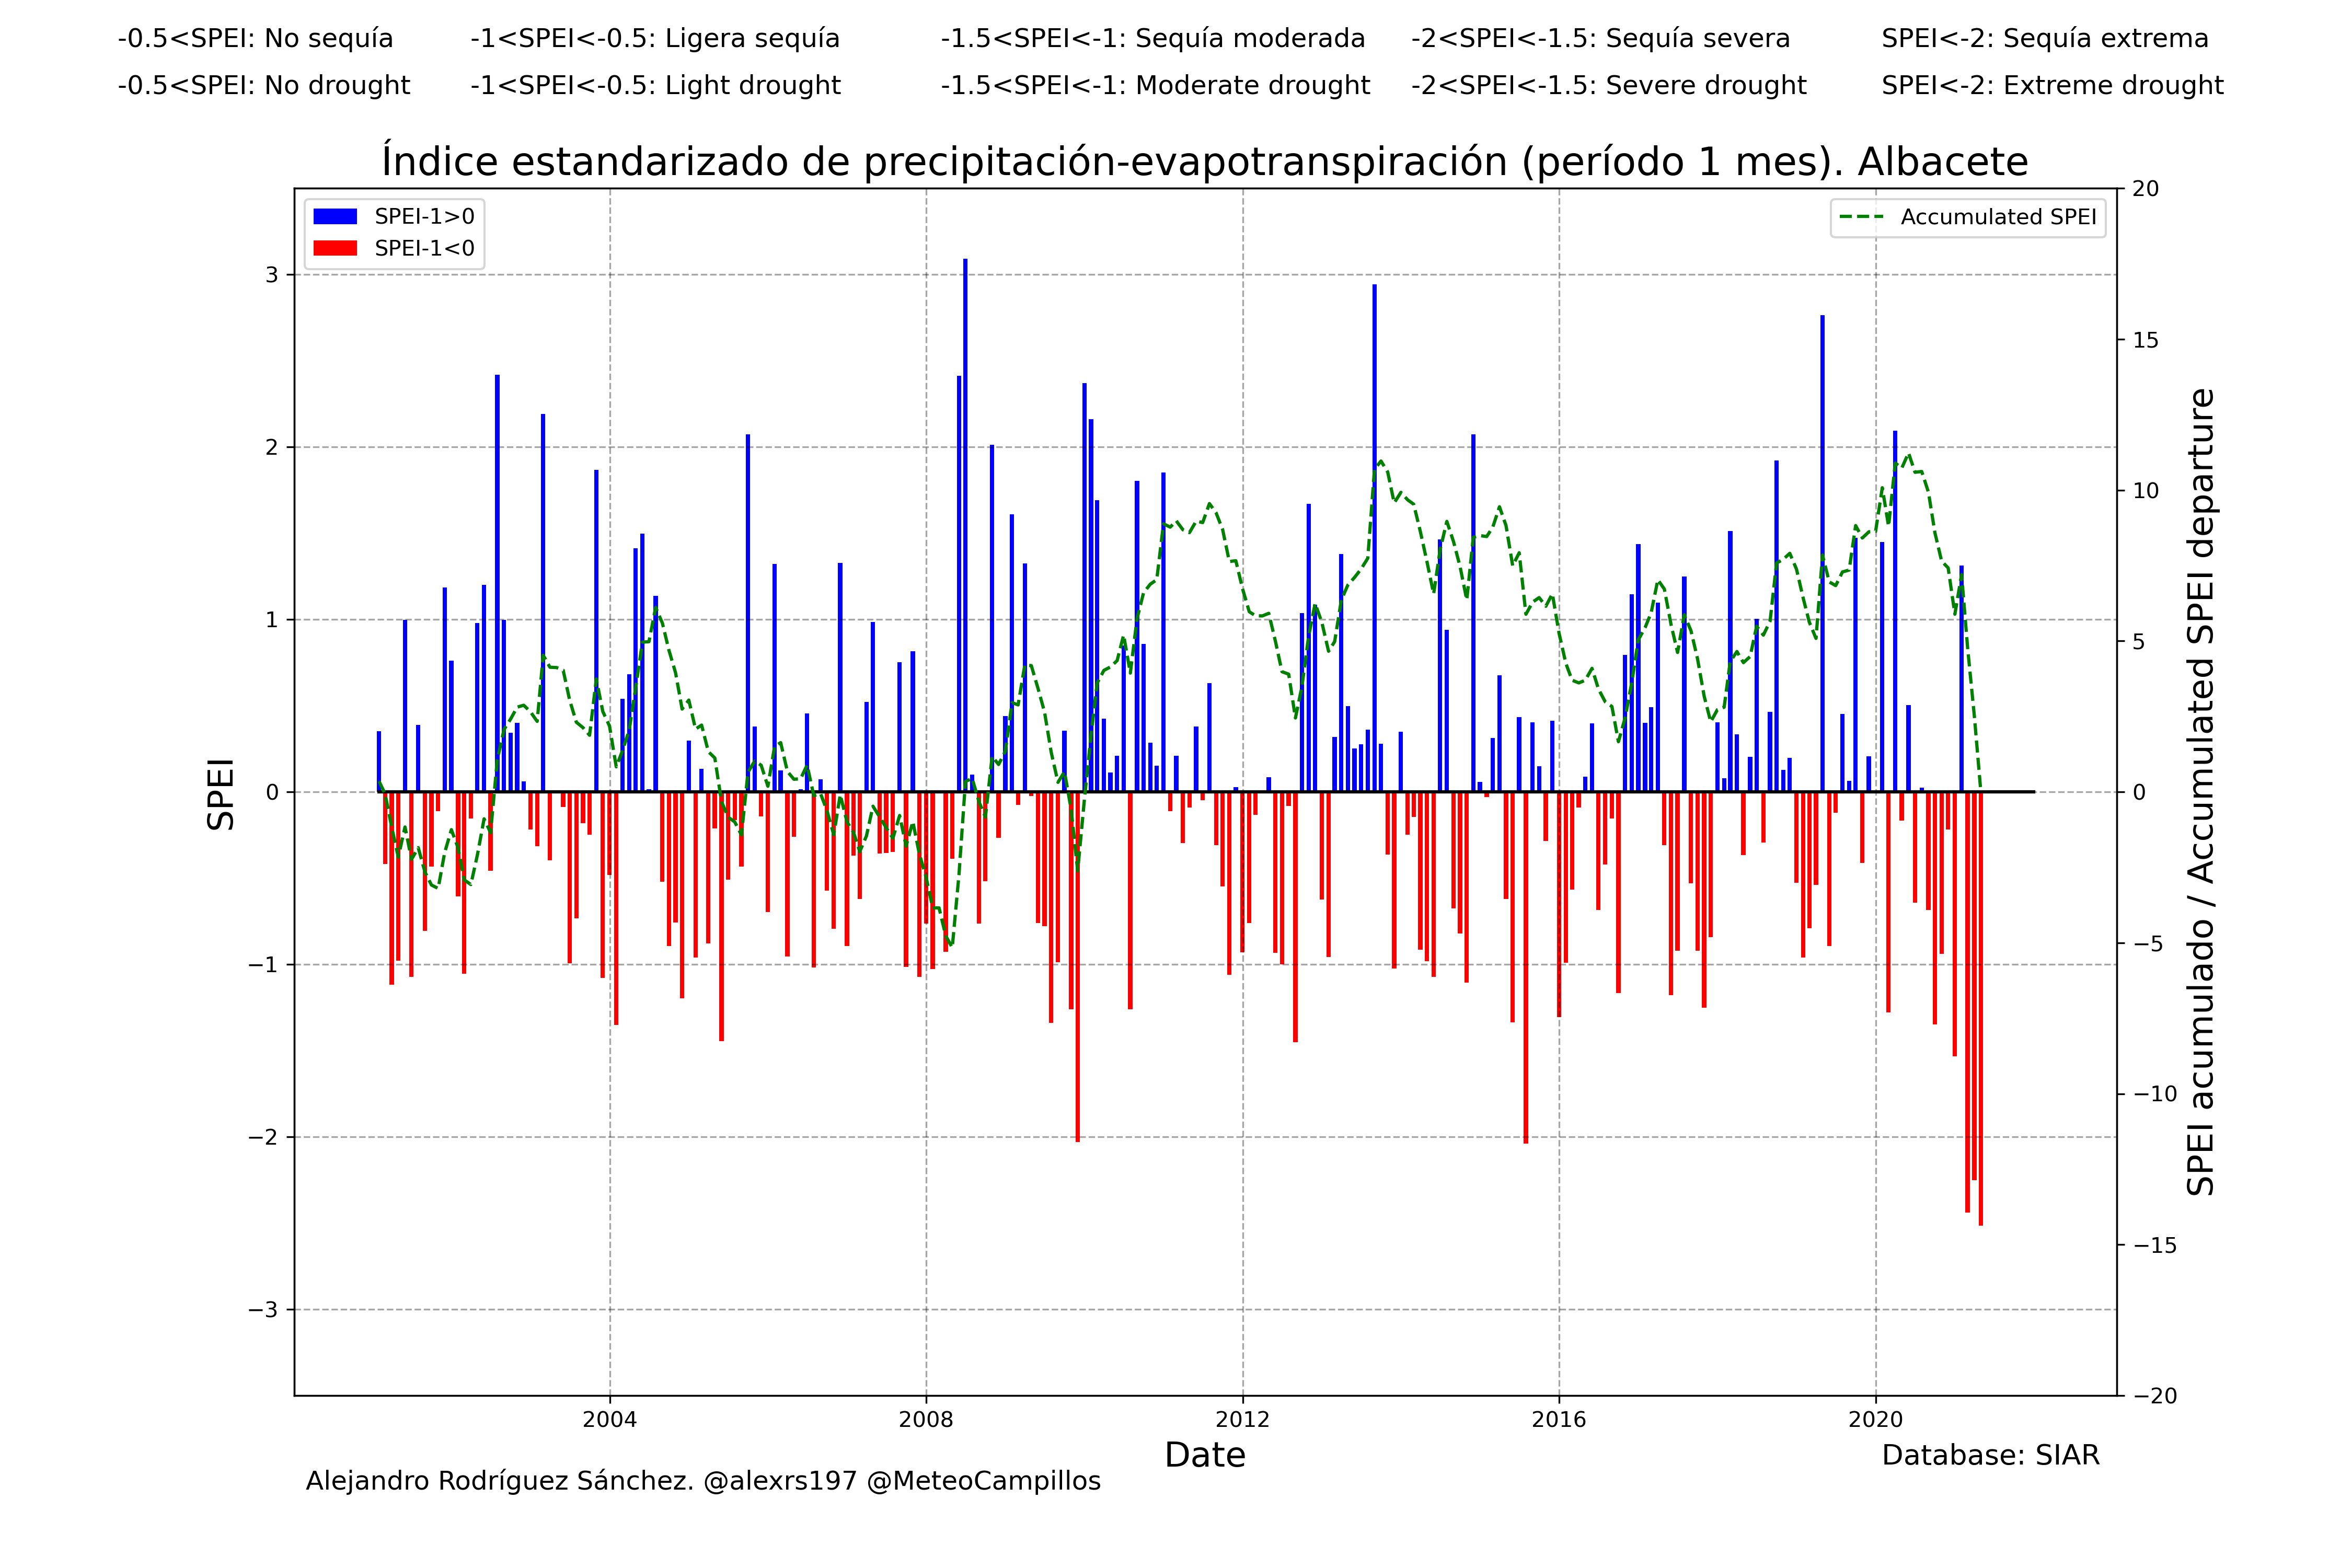 -0.5<SPEI: No sequía -1<SPEI<-0.5: Ligera sequía -1.5<SPEI<-1: Sequía moderada -2<SPEI<-1.5: Sequía severa SPEI<-2: Sequía extrema
-0.5<SPEI: No drought -1<SPEI<-0.5: Light drought -1.5<SPEI<-1: Moderate drought -2<SPEI<-1.5: Severe drought SPEI<-2: Extreme drought
Índice estandarizado de precipitación-evapotranspiración (período 1 mes). Albacete
SPEI-1>0
SPEI-1<0
Accumulated SPEI
SPEI
3
2
1
0
−1
−2
−3
20
15
10
5
0
−5
−10
−15
−20
SPEI acumulado / Accumulated SPEI departure
2004 2008 2012 2016 2020
Date
Database: SIAR
Alejandro Rodríguez Sánchez. @alexrs197 @MeteoCampillos